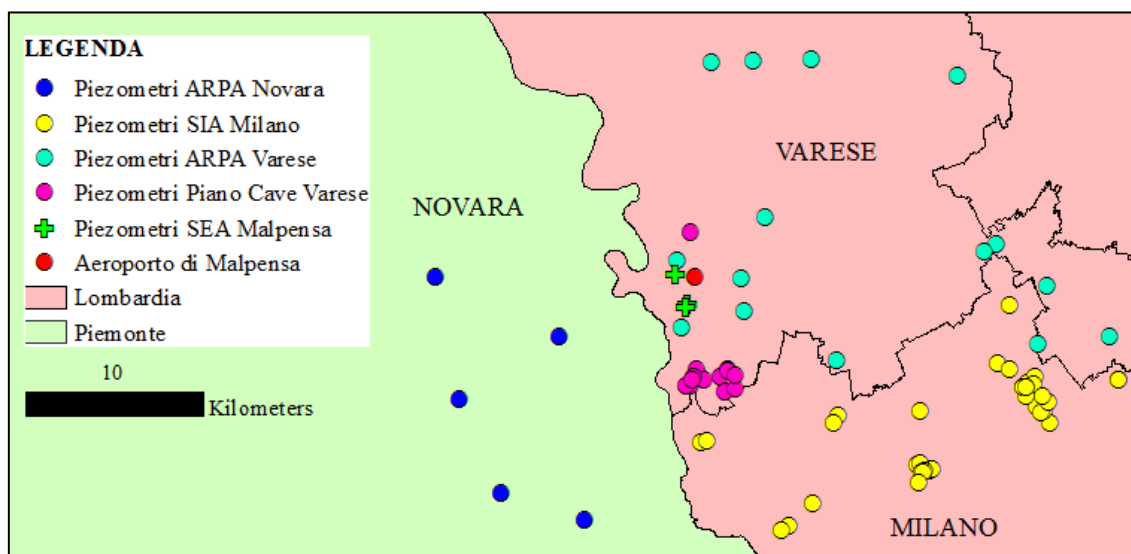 LEGENDA
Piezometri ARPA Novara
Piezometri SIA Milano
Piezometri ARPA Varese
Piezometri Piano Cave Varese
Piezometri SEA Malpensa
Aeroporto di Malpensa
Lombardia
Piemonte
10
Kilometers
VARESE
NOVARA
MILANO